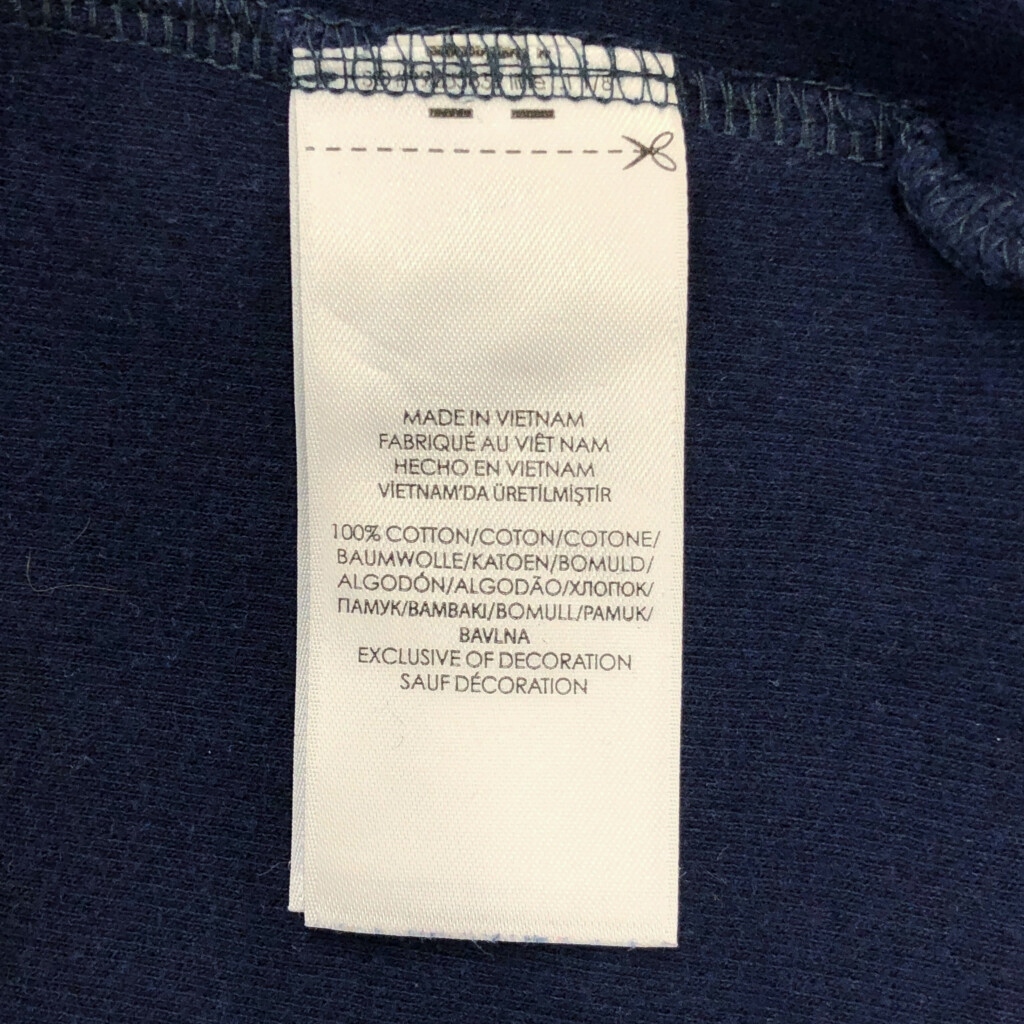 MADE IN VIETNAM
FABRIQUÉ AU VIÊT NAM
HECHO EN VIETNAM
VİETNAM'DA ÜRETİLMİŞTİR
100% COTTON/COTON/COTONE/
BAUMWOLLE/KATOEN/BOMULD/
ALGODÓN/ALGODÃO/ХЛОПОК/
ПАМУК/ΒΑΜΒΑΚΙ/BOMULL/PAMUK/
BAVLNA
EXCLUSIVE OF DECORATION
SAUF DÉCORATION